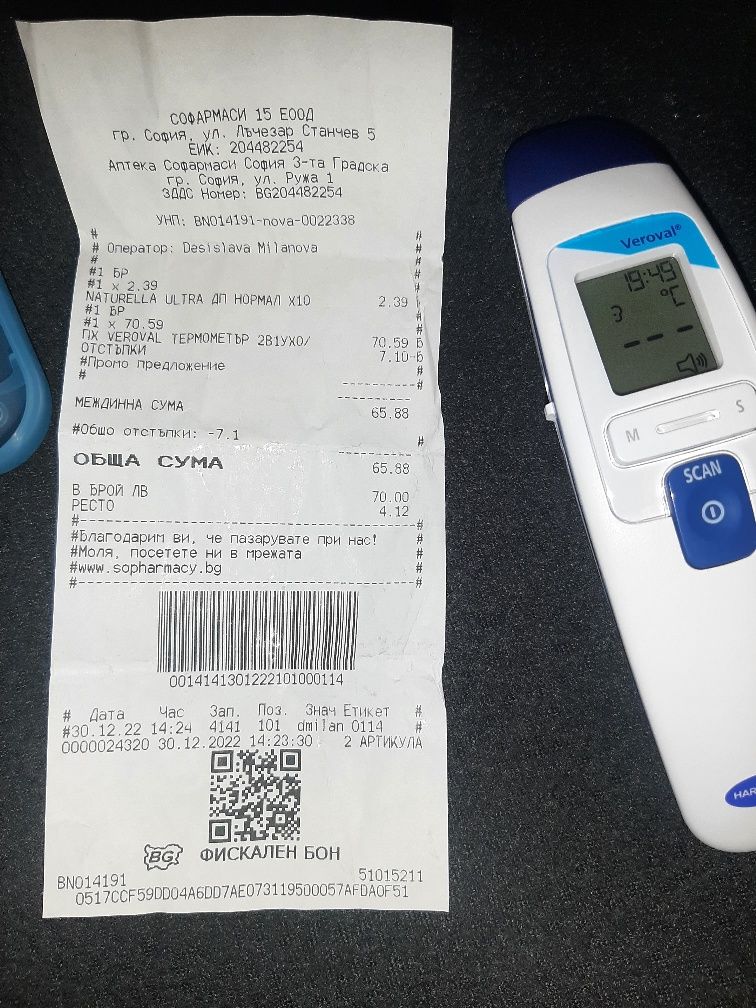 СОФАРМАСИ 15 ЕООД
гр. София, ул. Лъчезар Станчев 5
ЕИК: 204482254
Аптека Софармаси София 3-та Градска
гр. София, ул. Ружа 1
ЗДДС Номер: BG204482254
УНП: BN014191-nova-0022338
# #
# Оператор: Desislava Milanova #
# #
#1 БР #
#1 x 2.39 #
NATURELLA ULTRA ДП НОРМАЛ X10 2.39
#1 БР #
#1 x 70.59 #
ПХ VEROVAL ТЕРМОМЕТЪР 2В1УХО/ 70.59 Б
ОТСТЪПКИ 7.10-Б
#Промо предложение #
# ----------#
МЕЖДИННА СУМА 65.88
#Общо отстъпки: -7.1 #
ОБЩА СУМА 65.88
В БРОЙ ЛВ 70.00
РЕСТО 4.12
#----------------------------------------#
#Благодарим ви, че пазарувате при нас! #
#Моля, посетете ни в мрежата #
#www.sopharmacy.bg #
#----------------------------------------#
0014141301222101000114
# Дата Час Зап. Поз. Знач Етикет #
#30.12.22 14:24 4141 101 dmilan 0114 #
0000024320 30.12.2022 14:23:30 2 АРТИКУЛА
BG ФИСКАЛЕН БОН
BN014191 51015211
0517CCF59DD04A6DD7AE073119500057AFDA0F51
Veroval®
19:49
3 °C
---
M S
SCAN
HAR